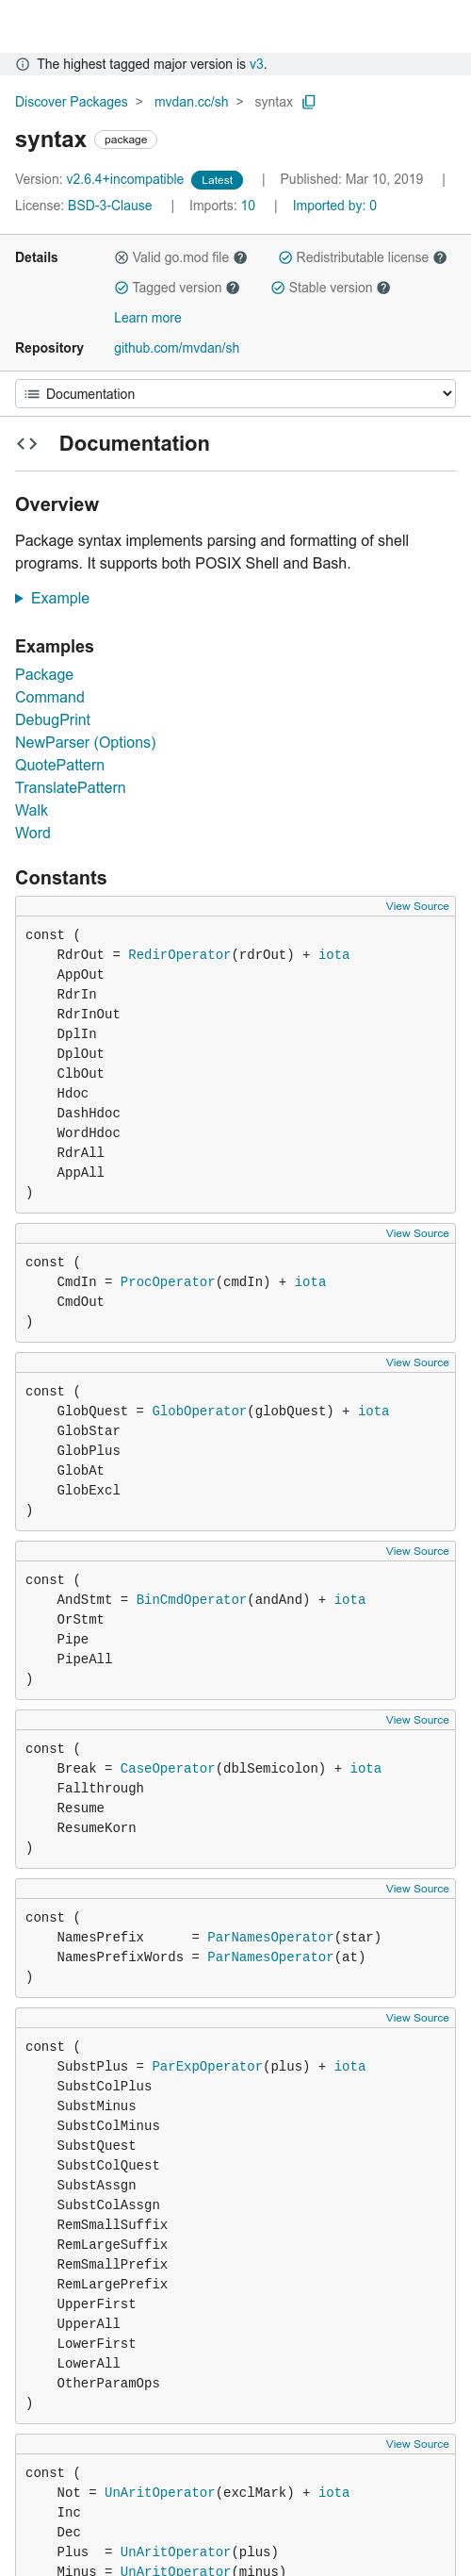 The highest tagged major version is v3.
Discover Packages > mvdan.cc/sh > syntax
syntax package
Version: v2.6.4+incompatible Latest | Published: Mar 10, 2019 |
License: BSD-3-Clause | Imports: 10 | Imported by: 0
Details Valid go.mod file Redistributable license
Tagged version Stable version
Learn more
Repository github.com/mvdan/sh
Documentation
Documentation
Overview
Package syntax implements parsing and formatting of shell
programs. It supports both POSIX Shell and Bash.
Example
Examples
Package
Command
DebugPrint
NewParser (Options)
QuotePattern
TranslatePattern
Walk
Word
Constants
View Source
const (
RdrOut = RedirOperator(rdrOut) + iota
AppOut
RdrIn
RdrInOut
DplIn
DplOut
ClbOut
Hdoc
DashHdoc
WordHdoc
RdrAll
AppAll
)
View Source
const (
CmdIn = ProcOperator(cmdIn) + iota
CmdOut
)
View Source
const (
GlobQuest = GlobOperator(globQuest) + iota
GlobStar
GlobPlus
GlobAt
GlobExcl
)
View Source
const (
AndStmt = BinCmdOperator(andAnd) + iota
OrStmt
Pipe
PipeAll
)
View Source
const (
Break = CaseOperator(dblSemicolon) + iota
Fallthrough
Resume
ResumeKorn
)
View Source
const (
NamesPrefix      = ParNamesOperator(star)
NamesPrefixWords = ParNamesOperator(at)
)
View Source
const (
SubstPlus = ParExpOperator(plus) + iota
SubstColPlus
SubstMinus
SubstColMinus
SubstQuest
SubstColQuest
SubstAssgn
SubstColAssgn
RemSmallSuffix
RemLargeSuffix
RemSmallPrefix
RemLargePrefix
UpperFirst
UpperAll
LowerFirst
LowerAll
OtherParamOps
)
View Source
const (
Not = UnAritOperator(exclMark) + iota
Inc
Dec
Plus  = UnAritOperator(plus)
Minus = UnAritOperator(minus)